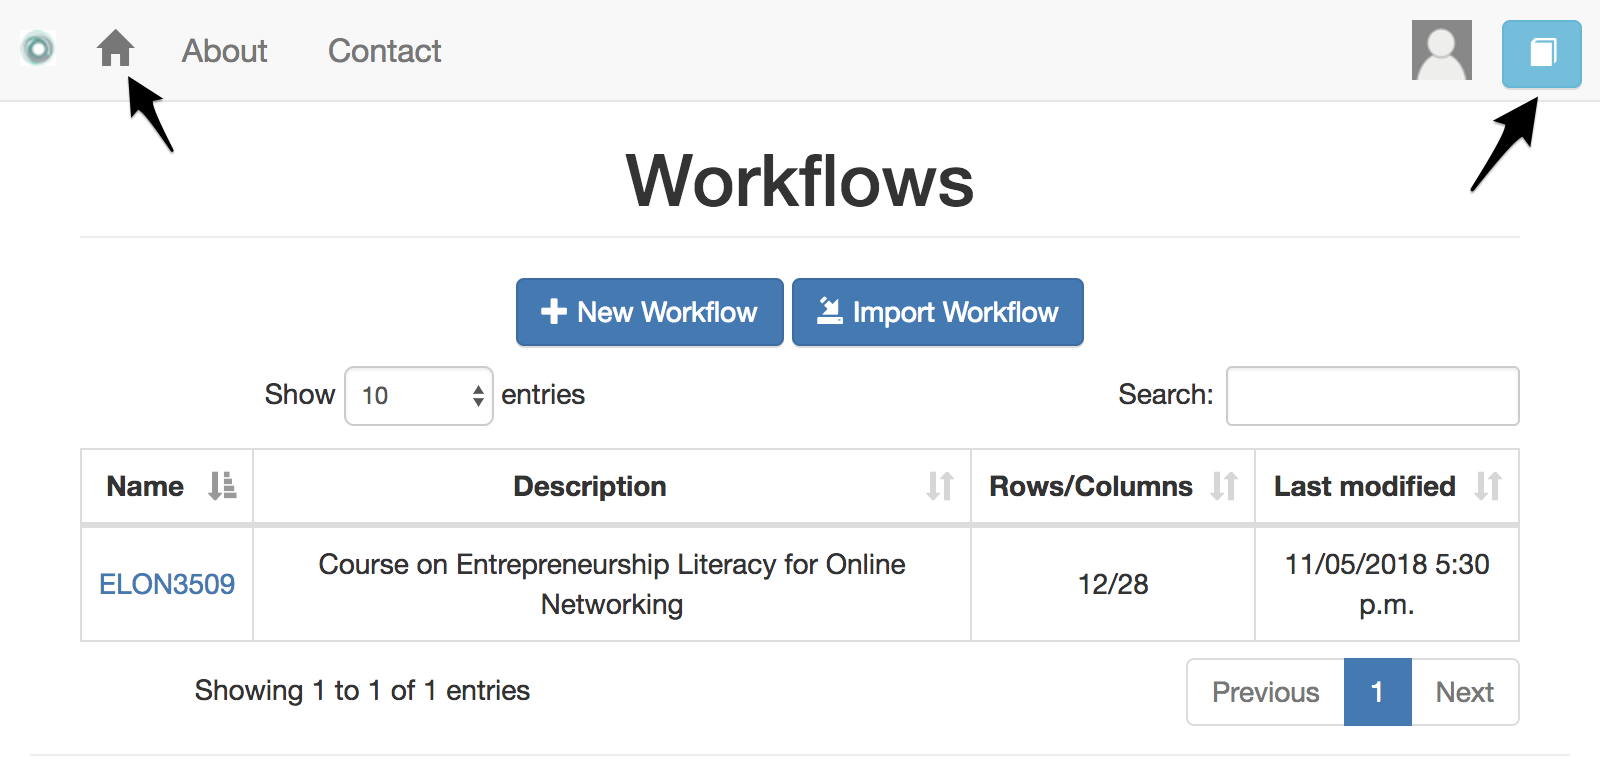 About Contact
Workflows
New Workflow Import Workflow
Show 10 entries Search:
Name Description Rows/Columns Last modified
ELON3509 Course on Entrepreneurship Literacy for Online Networking 12/28 11/05/2018 5:30 p.m.
Showing 1 to 1 of 1 entries Previous 1 Next